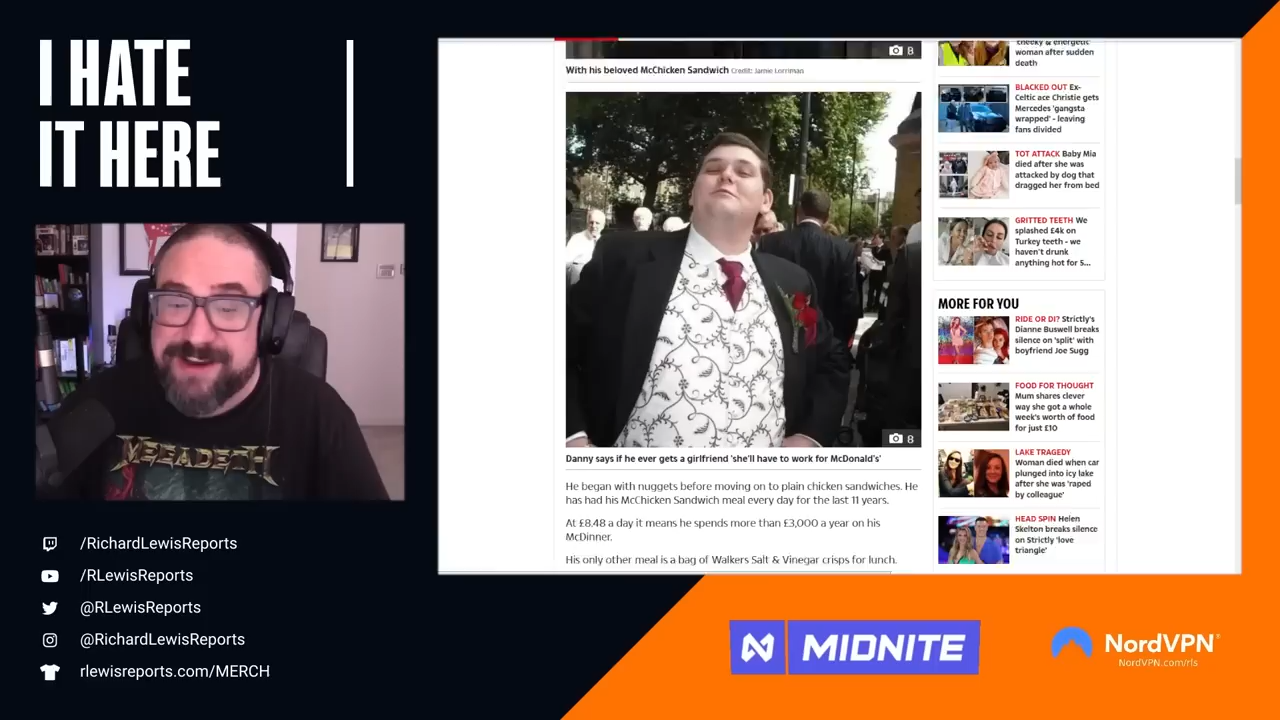 I HATE
IT HERE
MEGADETH
/RichardLewisReports
/RLewisReports
@RLewisReports
@RichardLewisReports
rlewisreports.com/MERCH
8
With his beloved McChicken Sandwich Credit: Jamie Lorriman
8
Danny says if he ever gets a girlfriend 'she'll have to work for McDonald's'
He began with nuggets before moving on to plain chicken sandwiches. He
has had his McChicken Sandwich meal every day for the last 11 years.
At £8.48 a day it means he spends more than £3,000 a year on his
McDinner.
His only other meal is a bag of Walkers Salt & Vinegar crisps for lunch.
'cheeky & energetic'
woman after sudden
death
BLACKED OUT Ex-
Celtic ace Christie gets
Mercedes 'gangsta
wrapped' - leaving
fans divided
TOT ATTACK Baby Mia
died after she was
attacked by dog that
dragged her from bed
GRITTED TEETH We
splashed £4k on
Turkey teeth - we
haven't drunk
anything hot for 5...
MORE FOR YOU
RIDE OR DI? Strictly's
Dianne Buswell breaks
silence on 'split' with
boyfriend Joe Sugg
FOOD FOR THOUGHT
Mum shares clever
way she got a whole
week's worth of food
for just £10
LAKE TRAGEDY
Woman died when car
plunged into icy lake
after she was 'raped
by colleague'
HEAD SPIN Helen
Skelton breaks silence
on Strictly 'love
triangle'
MIDNITE
NordVPN®
NordVPN.com/rls